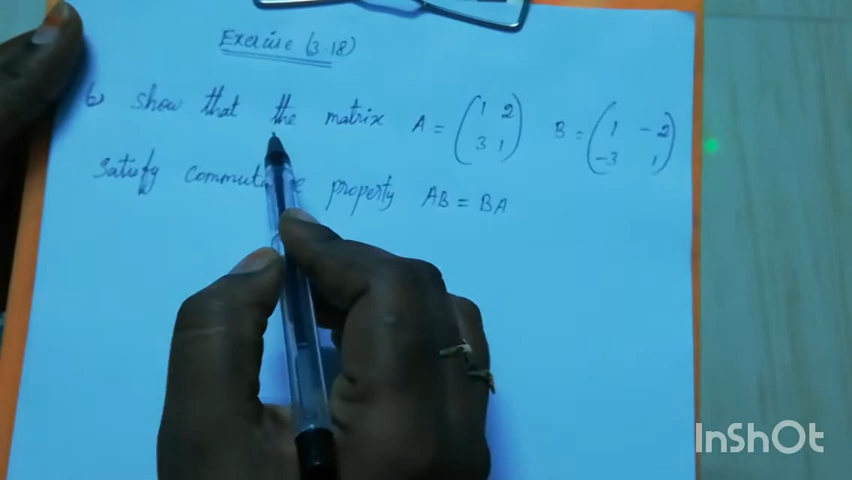 Exercise (3.18)
6) show that the matrix A = (1 2 3 1) B = (1 -2 -3 1)
satisfy property AB = BA
InShOt